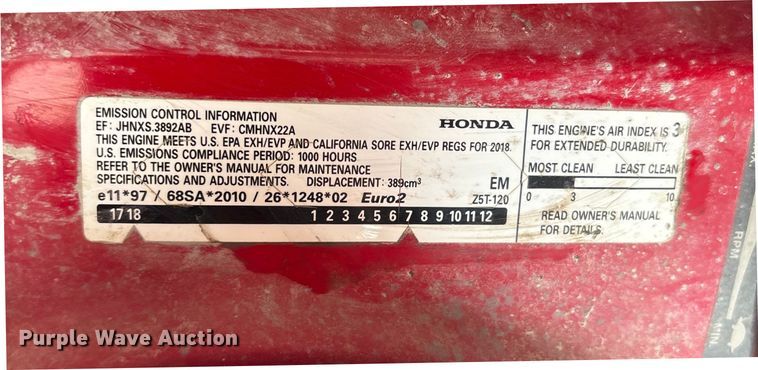 EMISSION CONTROL INFORMATION
EF: JHNXS.3892AB EVF: CMHNX22A
HONDA
THIS ENGINE MEETS U.S. EPA EXH/EVP AND CALIFORNIA SORE EXH/EVP REGS FOR 2018.
U.S. EMISSIONS COMPLIANCE PERIOD: 1000 HOURS
REFER TO THE OWNER'S MANUAL FOR MAINTENANCE
SPECIFICATIONS AND ADJUSTMENTS. DISPLACEMENT: 389cm³ EM
e11*97 / 68SA*2010 / 26*1248*02 Euro2 Z5T-120
17 18 1 2 3 4 5 6 7 8 9 10 11 12
THIS ENGINE'S AIR INDEX IS 3
FOR EXTENDED DURABILITY.
MOST CLEAN LEAST CLEAN
0 3 10
READ OWNER'S MANUAL
FOR DETAILS.
RPM
MIN.
Purple Wave Auction